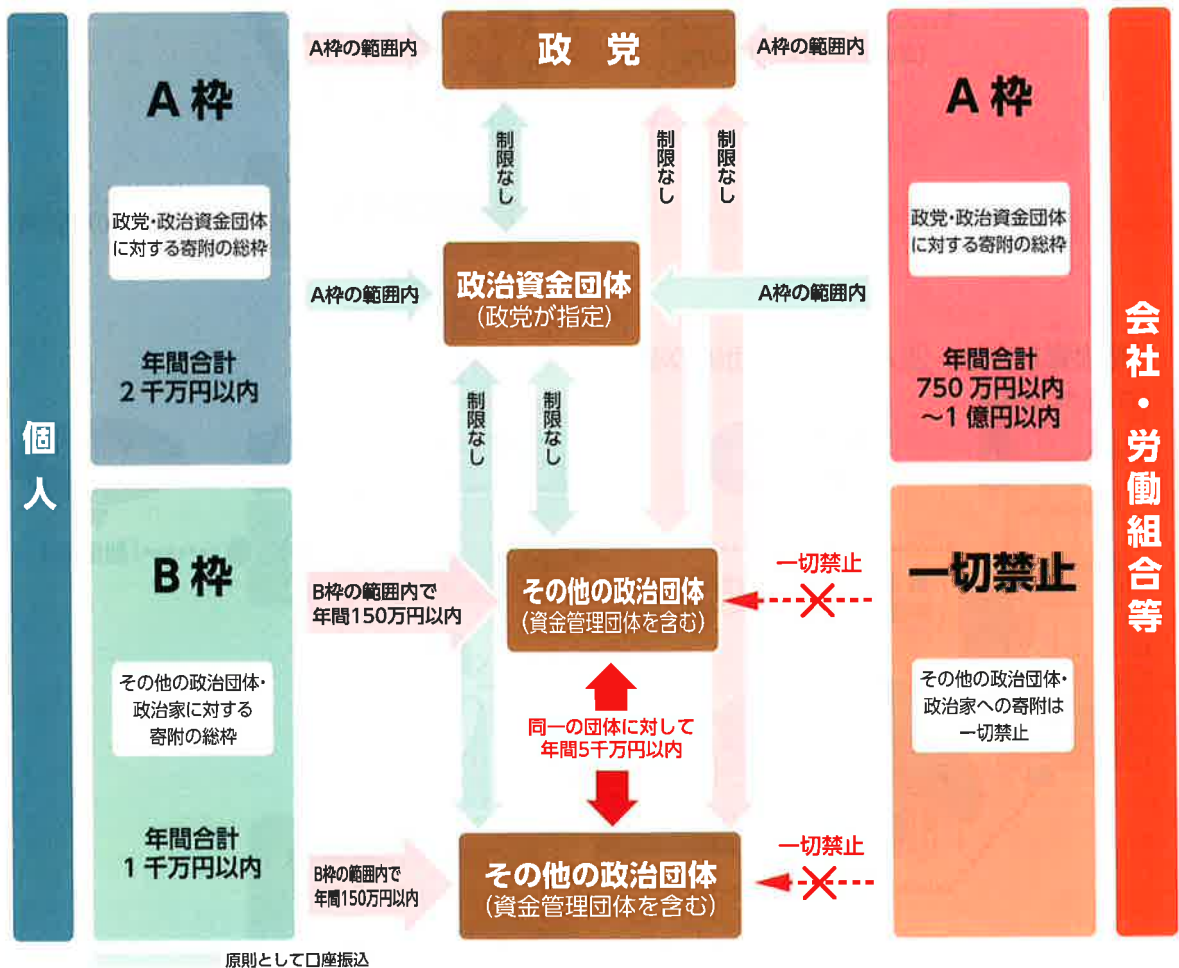 個人
A枠
政党・政治資金団体
に対する寄附の総枠
年間合計
2千万円以内
B枠
その他の政治団体・
政治家に対する
寄附の総枠
年間合計
1千万円以内
A枠の範囲内
政 党
A枠の範囲内
制限なし
制限なし
制限なし
A枠の範囲内
政治資金団体
(政党が指定)
A枠の範囲内
制限なし
制限なし
B枠の範囲内で
年間150万円以内
その他の政治団体
(資金管理団体を含む)
一切禁止
同一の団体に対して
年間5千万円以内
B枠の範囲内で
年間150万円以内
その他の政治団体
(資金管理団体を含む)
一切禁止
A枠
政党・政治資金団体
に対する寄附の総枠
年間合計
750万円以内
～1億円以内
一切禁止
その他の政治団体・
政治家への寄附は
一切禁止
会社・労働組合等
原則として口座振込